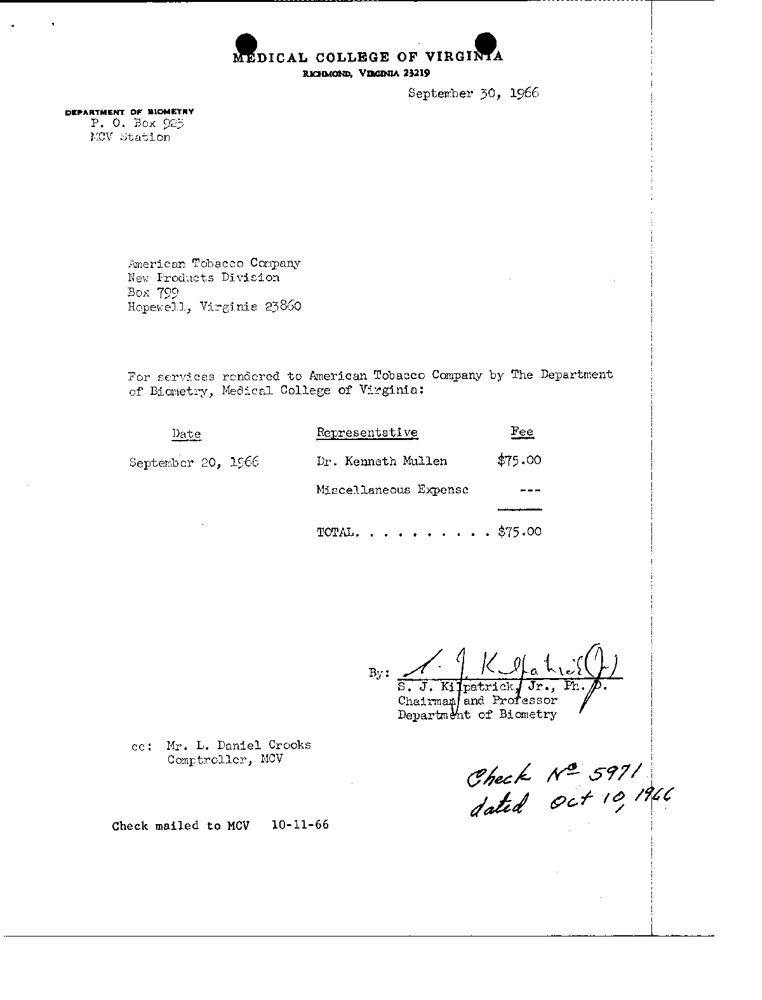 MEDICAL COLLEGE OF VIRGINIA
RICHMOND, VIRGINIA 23219
September 30, 1966
DEPARTMENT OF BIOMETRY
P. O. Box 923
MCV Station
American Tobacco Company
New Products Division
Box 799
Hopewell, Virginia 23860
For services rendered to American Tobacco Company by The Department
of Biometry, Medical College of Virginia:
Date Representative Fee
September 20, 1966 Dr. Kenneth Mullen $75.00
Miscellaneous Expense ---
TOTAL. . . . . . . . . . $75.00
By: S. J. Kilpatrick (J)
S. J. Kilpatrick, Jr., Ph. D.
Chairman and Professor
Department of Biometry
cc: Mr. L. Daniel Crooks
Comptroller, MCV
Check Nº 5971
dated Oct 10, 1966
Check mailed to MCV 10-11-66